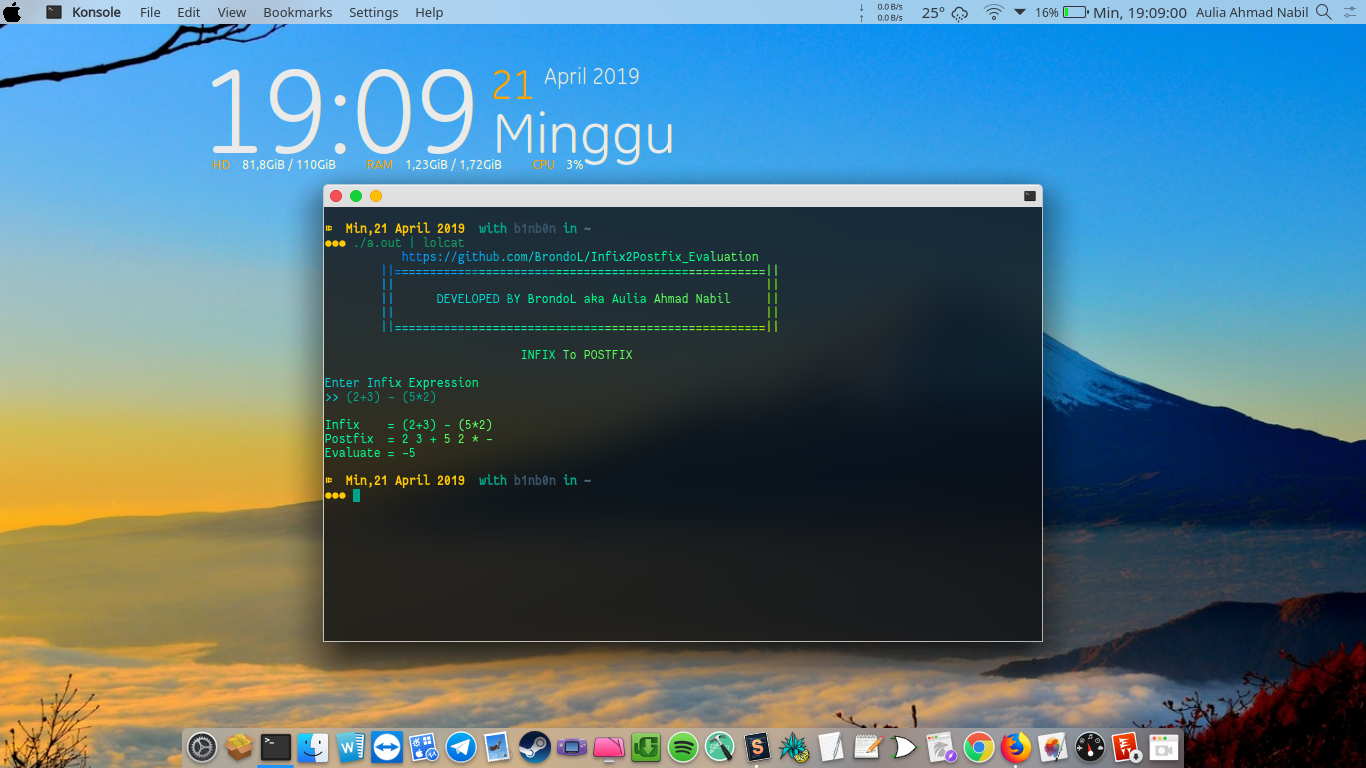 Konsole File Edit View Bookmarks Settings Help
↓ 0.0 B/s
↑ 0.0 B/s
25° 16% Min, 19:09:00 Aulia Ahmad Nabil
19:09 21 April 2019
Minggu
HD 81,8GiB / 110GiB RAM 1,23GiB / 1,72GiB CPU 3%
Min,21 April 2019 with b1nb0n in ~
●●● ./a.out | lolcat
https://github.com/BrondoL/Infix2Postfix_Evaluation
||=====================================================||
|| ||
|| DEVELOPED BY BrondoL aka Aulia Ahmad Nabil ||
|| ||
||=====================================================||
INFIX To POSTFIX
Enter Infix Expression
>> (2+3) - (5*2)
Infix = (2+3) - (5*2)
Postfix = 2 3 + 5 2 * -
Evaluate = -5
Min,21 April 2019 with b1nb0n in ~
●●●